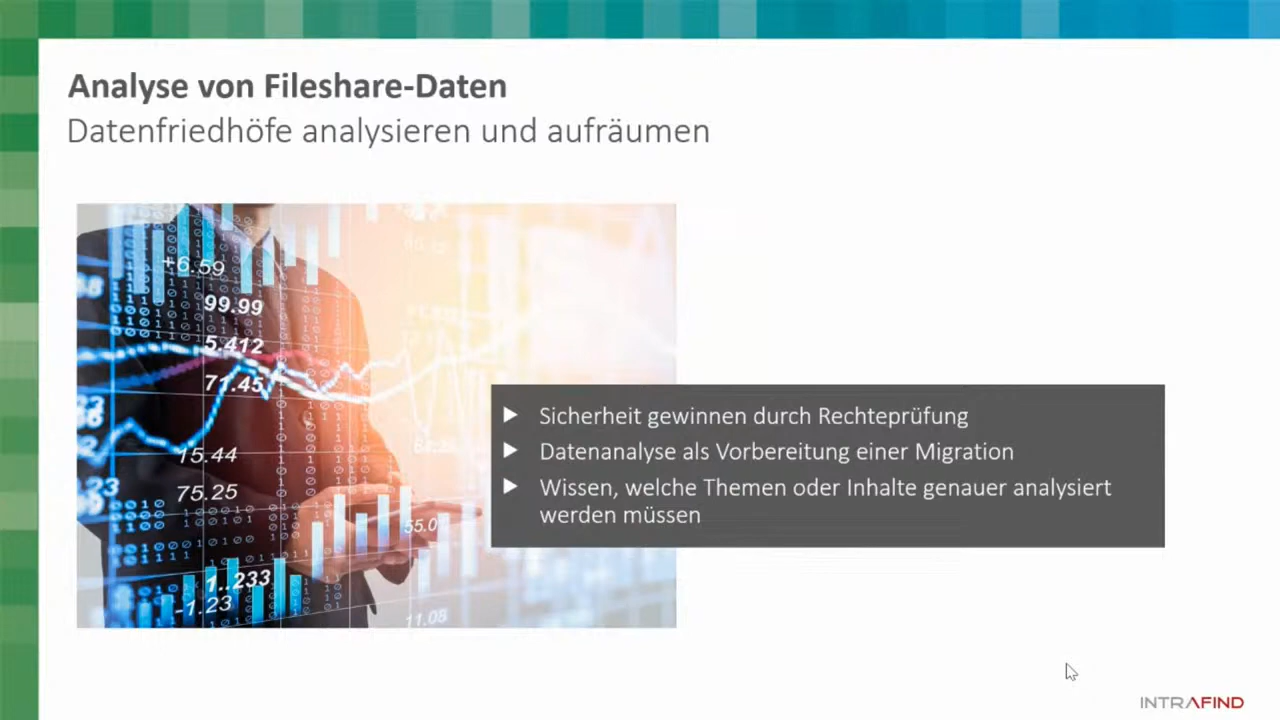 Analyse von Fileshare-Daten
Datenfriedhöfe analysieren und aufräumen
+6.59
99.99
5.412
71.45
15.44
75.25
55.0
1..233
-1.23
11.08
Sicherheit gewinnen durch Rechteprüfung
Datenanalyse als Vorbereitung einer Migration
Wissen, welche Themen oder Inhalte genauer analysiert
werden müssen
INTRAFIND